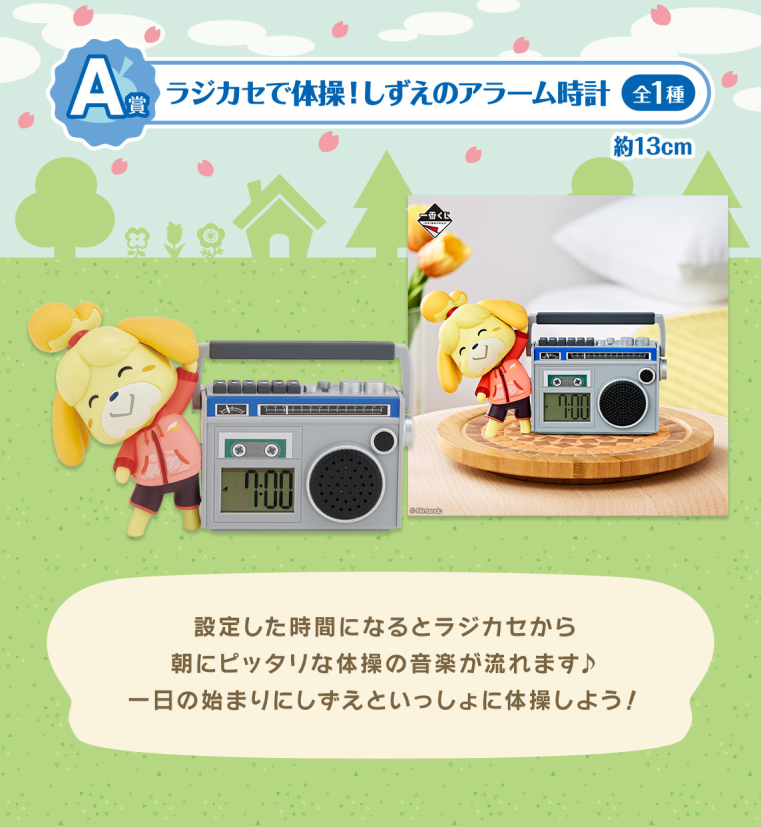 A賞
ラジカセで体操!しずえのアラーム時計
全1種
約13cm
一番くじ
7:00
7:00
© Nintendo
設定した時間になるとラジカセから
朝にピッタリな体操の音楽が流れます♪
一日の始まりにしずえといっしょに体操しよう!